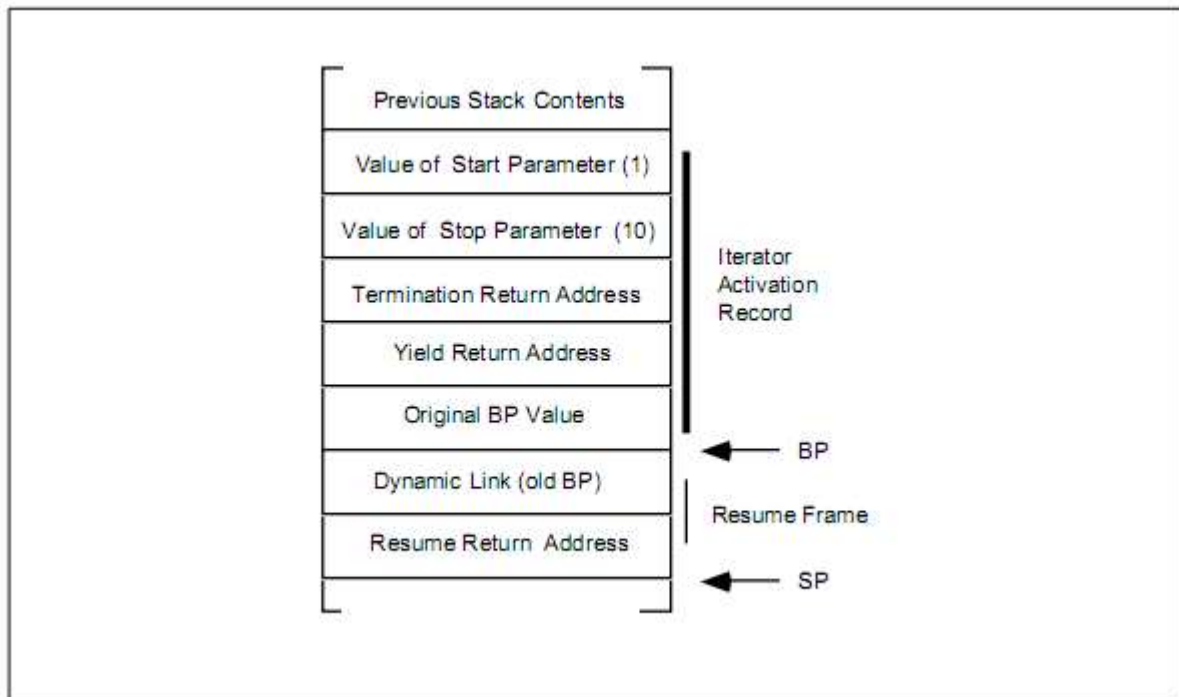 Previous Stack Contents
Value of Start Parameter (1)
Value of Stop Parameter (10)
Termination Return Address
Yield Return Address
Original BP Value
Dynamic Link (old BP)
Resume Return Address
Iterator
Activation
Record
BP
Resume Frame
SP